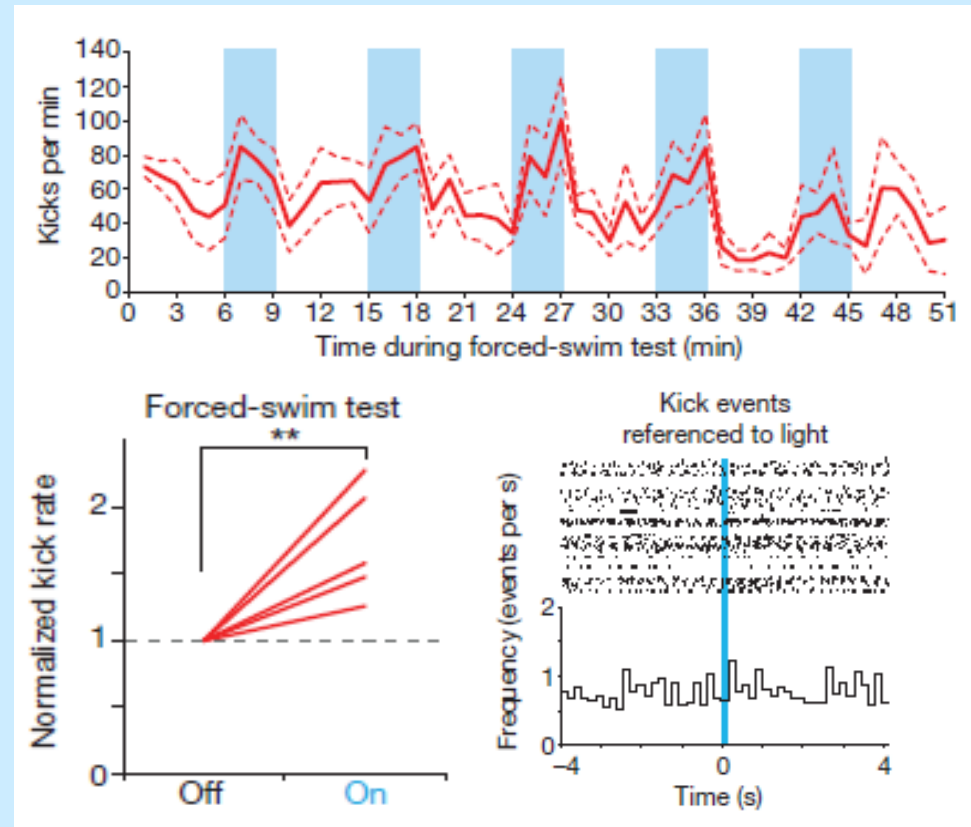 140
120
100
80
60
40
20
0
Kicks per min
0 3 6 9 12 15 18 21 24 27 30 33 36 39 42 45 48 51
Time during forced-swim test (min)
Forced-swim test
**
Normalized kick rate
2
1
0
Off On
Kick events
referenced to light
Frequency (events per s)
2
1
0
–4 0 4
Time (s)